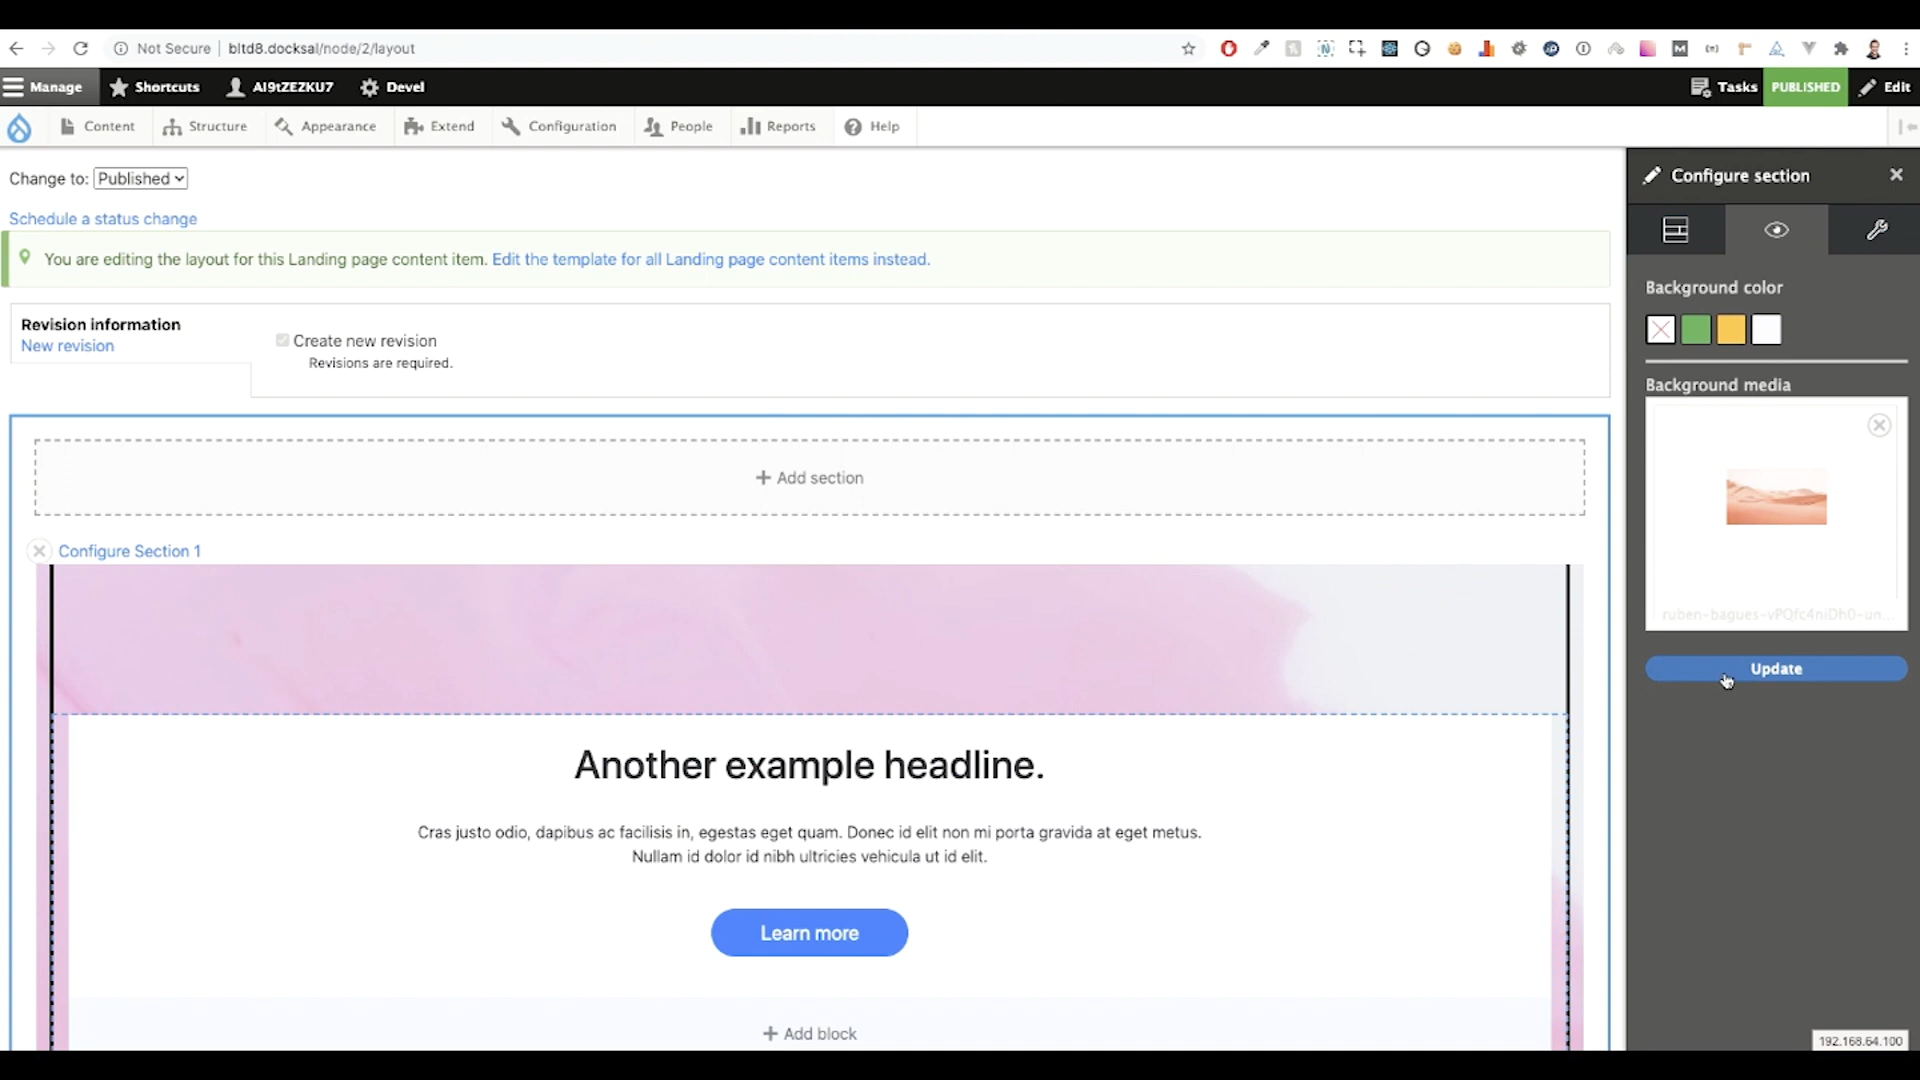 Not Secure | bltd8.docksal/node/2/layout
Manage Shortcuts AI9tZEZKU7 Devel Tasks PUBLISHED Edit
Content Structure Appearance Extend Configuration People Reports Help
Change to: Published
Schedule a status change
You are editing the layout for this Landing page content item. Edit the template for all Landing page content items instead.
Revision information
New revision
Create new revision
Revisions are required.
+ Add section
Configure Section 1
Another example headline.
Cras justo odio, dapibus ac facilisis in, egestas eget quam. Donec id elit non mi porta gravida at eget metus.
Nullam id dolor id nibh ultricies vehicula ut id elit.
Learn more
+ Add block
Configure section
Background color
Background media
ruben-bagues-vPQfc4niDh0-un...
Update
192.168.64.100